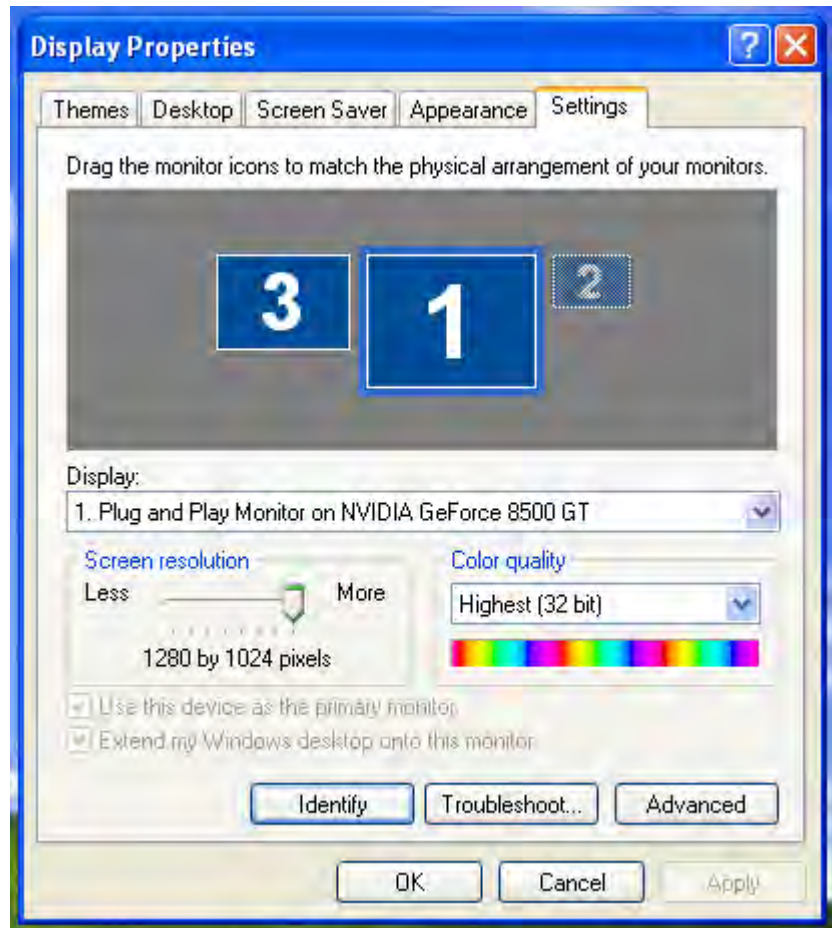 Display Properties
Themes Desktop Screen Saver Appearance Settings
Drag the monitor icons to match the physical arrangement of your monitors.
3 1 2
Display:
1. Plug and Play Monitor on NVIDIA GeForce 8500 GT
Screen resolution Color quality
Less More Highest (32 bit)
1280 by 1024 pixels
Use this device as the primary monitor.
Extend my Windows desktop onto this monitor.
Identify Troubleshoot... Advanced
OK Cancel Apply